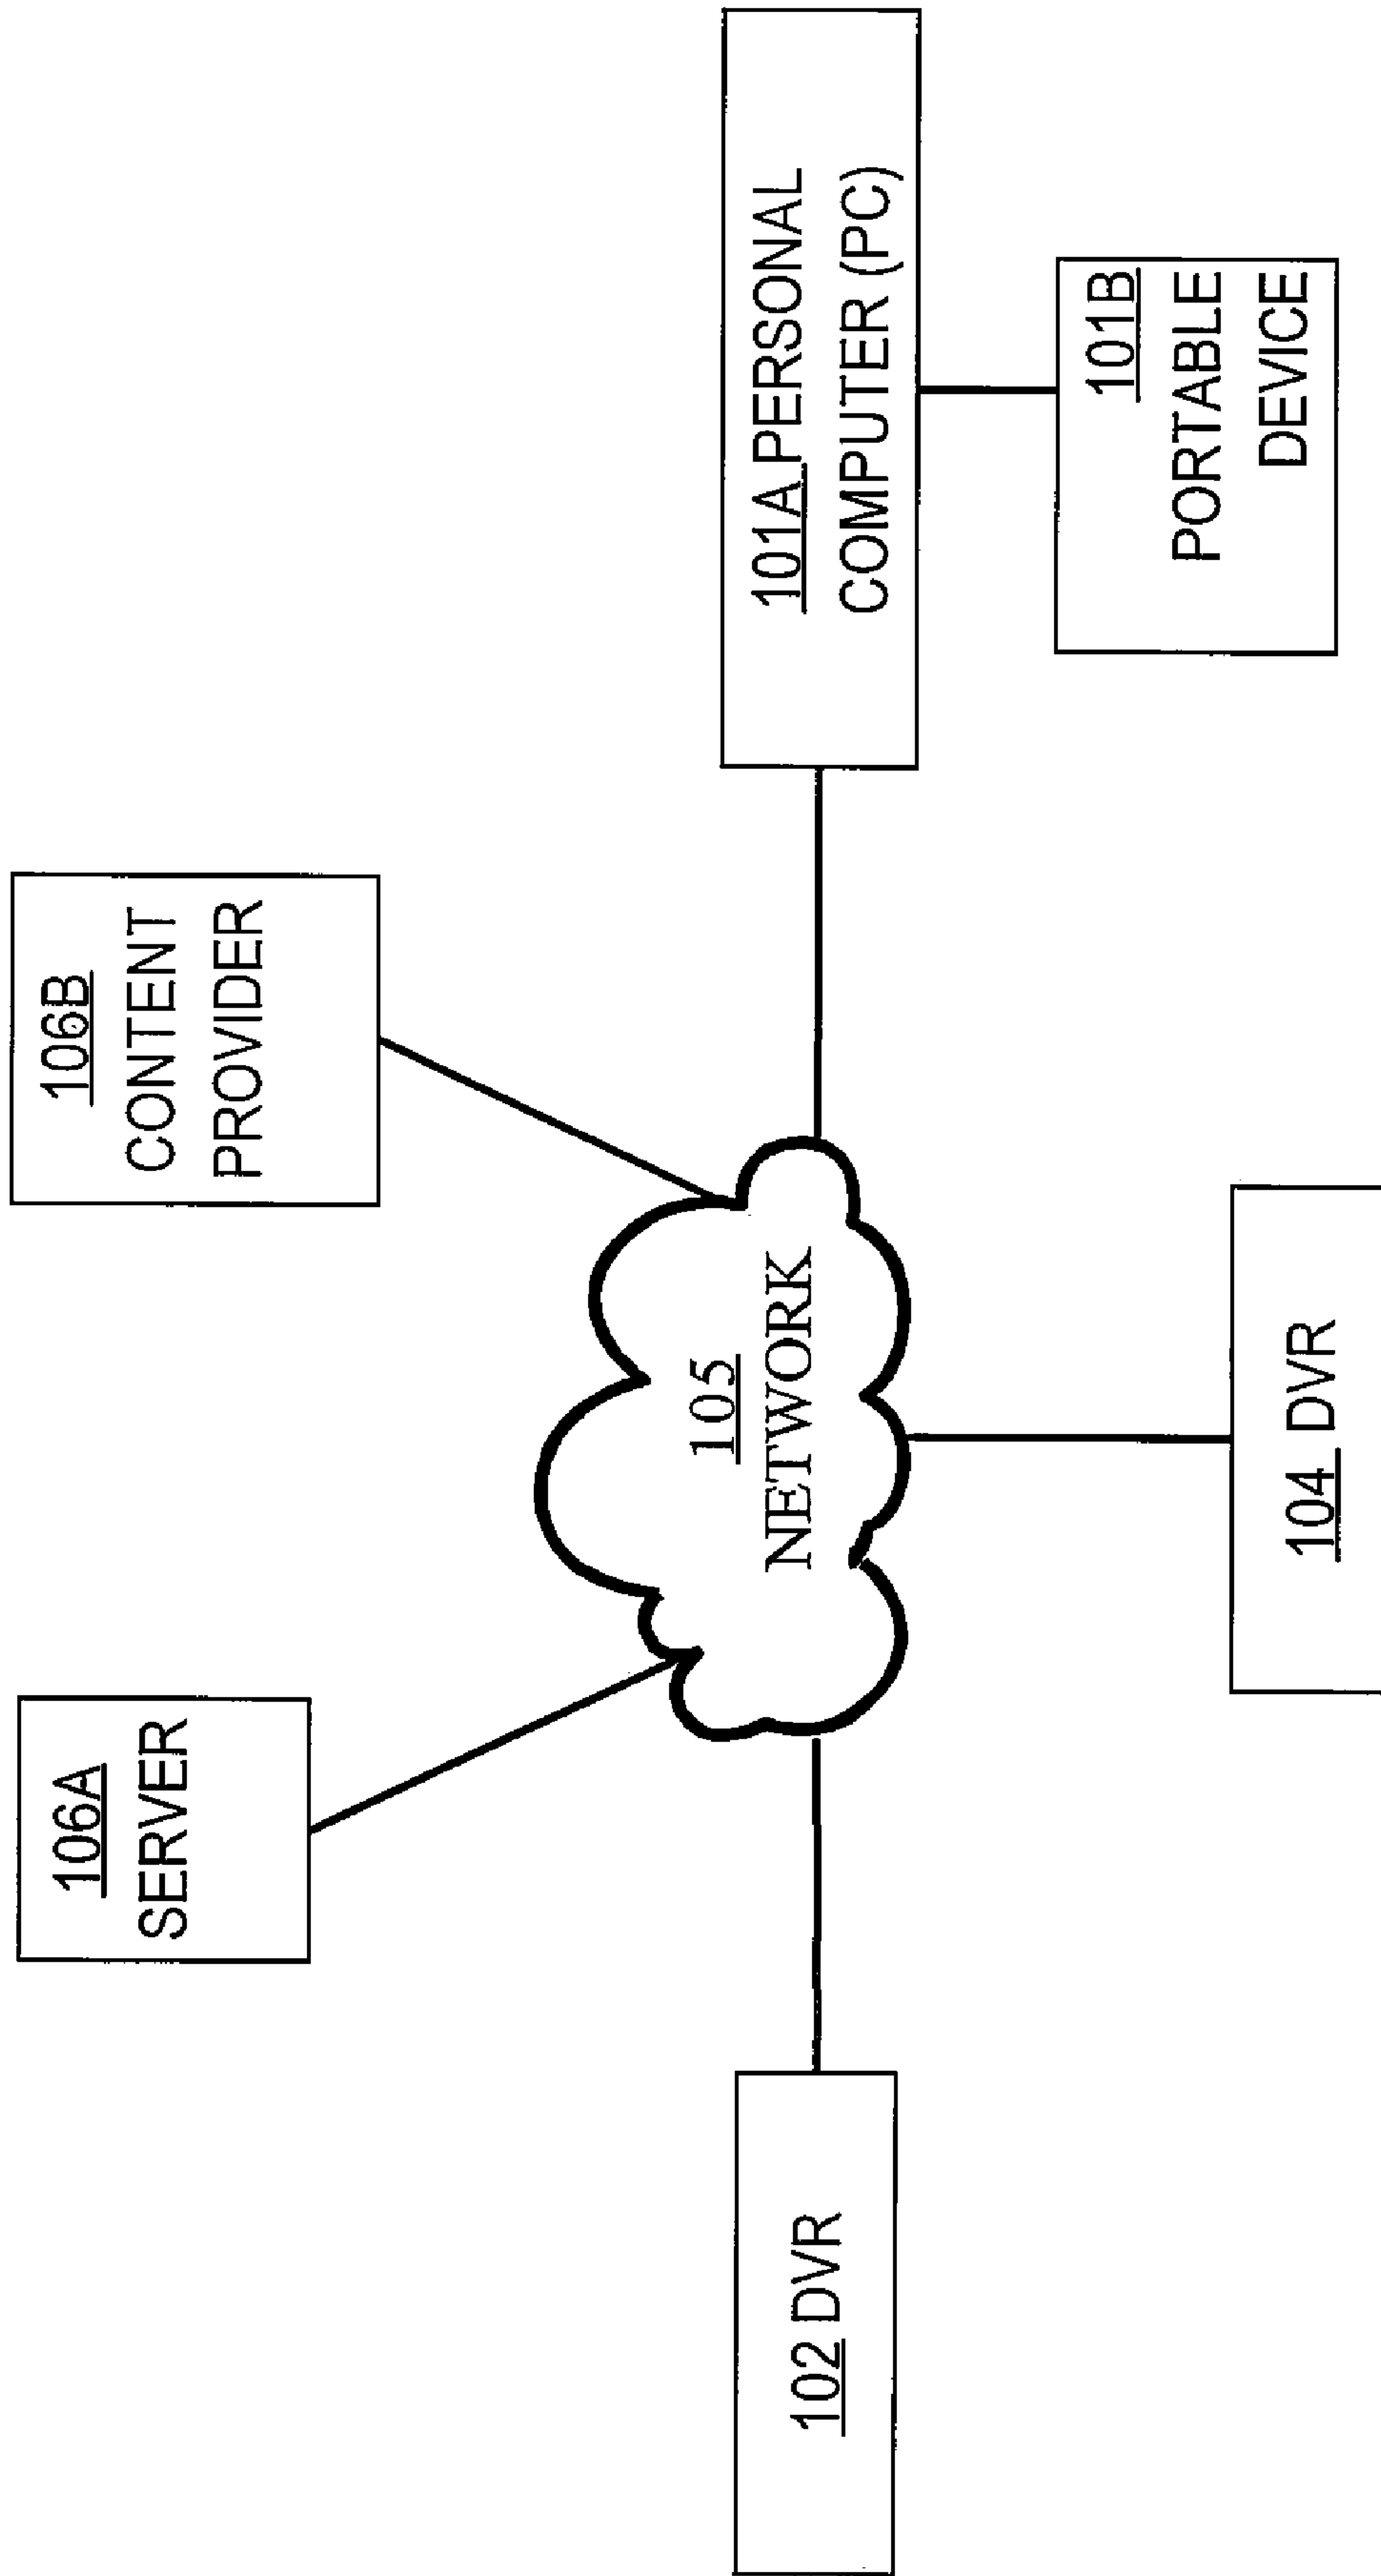 106A
SERVER
106B
CONTENT
PROVIDER
105
NETWORK
102 DVR
101A PERSONAL
COMPUTER (PC)
104 DVR
101B
PORTABLE
DEVICE